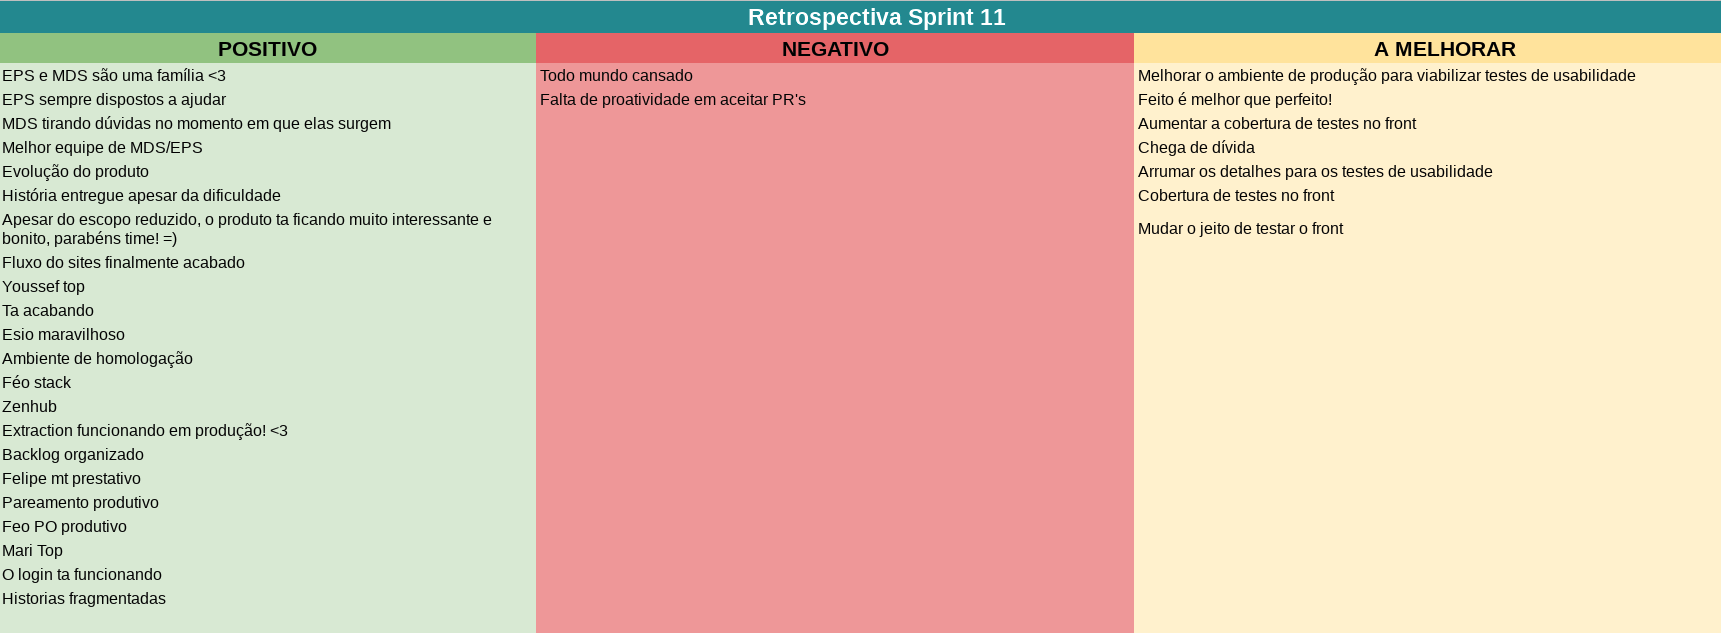 Retrospectiva Sprint 11
POSITIVO
NEGATIVO
A MELHORAR
EPS e MDS são uma família <3
Todo mundo cansado
Melhorar o ambiente de produção para viabilizar testes de usabilidade
EPS sempre dispostos a ajudar
Falta de proatividade em aceitar PR's
Feito é melhor que perfeito!
MDS tirando dúvidas no momento em que elas surgem
Aumentar a cobertura de testes no front
Melhor equipe de MDS/EPS
Chega de dívida
Evolução do produto
Arrumar os detalhes para os testes de usabilidade
História entregue apesar da dificuldade
Cobertura de testes no front
Apesar do escopo reduzido, o produto ta ficando muito interessante e
bonito, parabéns time! =)
Mudar o jeito de testar o front
Fluxo do sites finalmente acabado
Youssef top
Ta acabando
Esio maravilhoso
Ambiente de homologação
Féo stack
Zenhub
Extraction funcionando em produção! <3
Backlog organizado
Felipe mt prestativo
Pareamento produtivo
Feo PO produtivo
Mari Top
O login ta funcionando
Historias fragmentadas